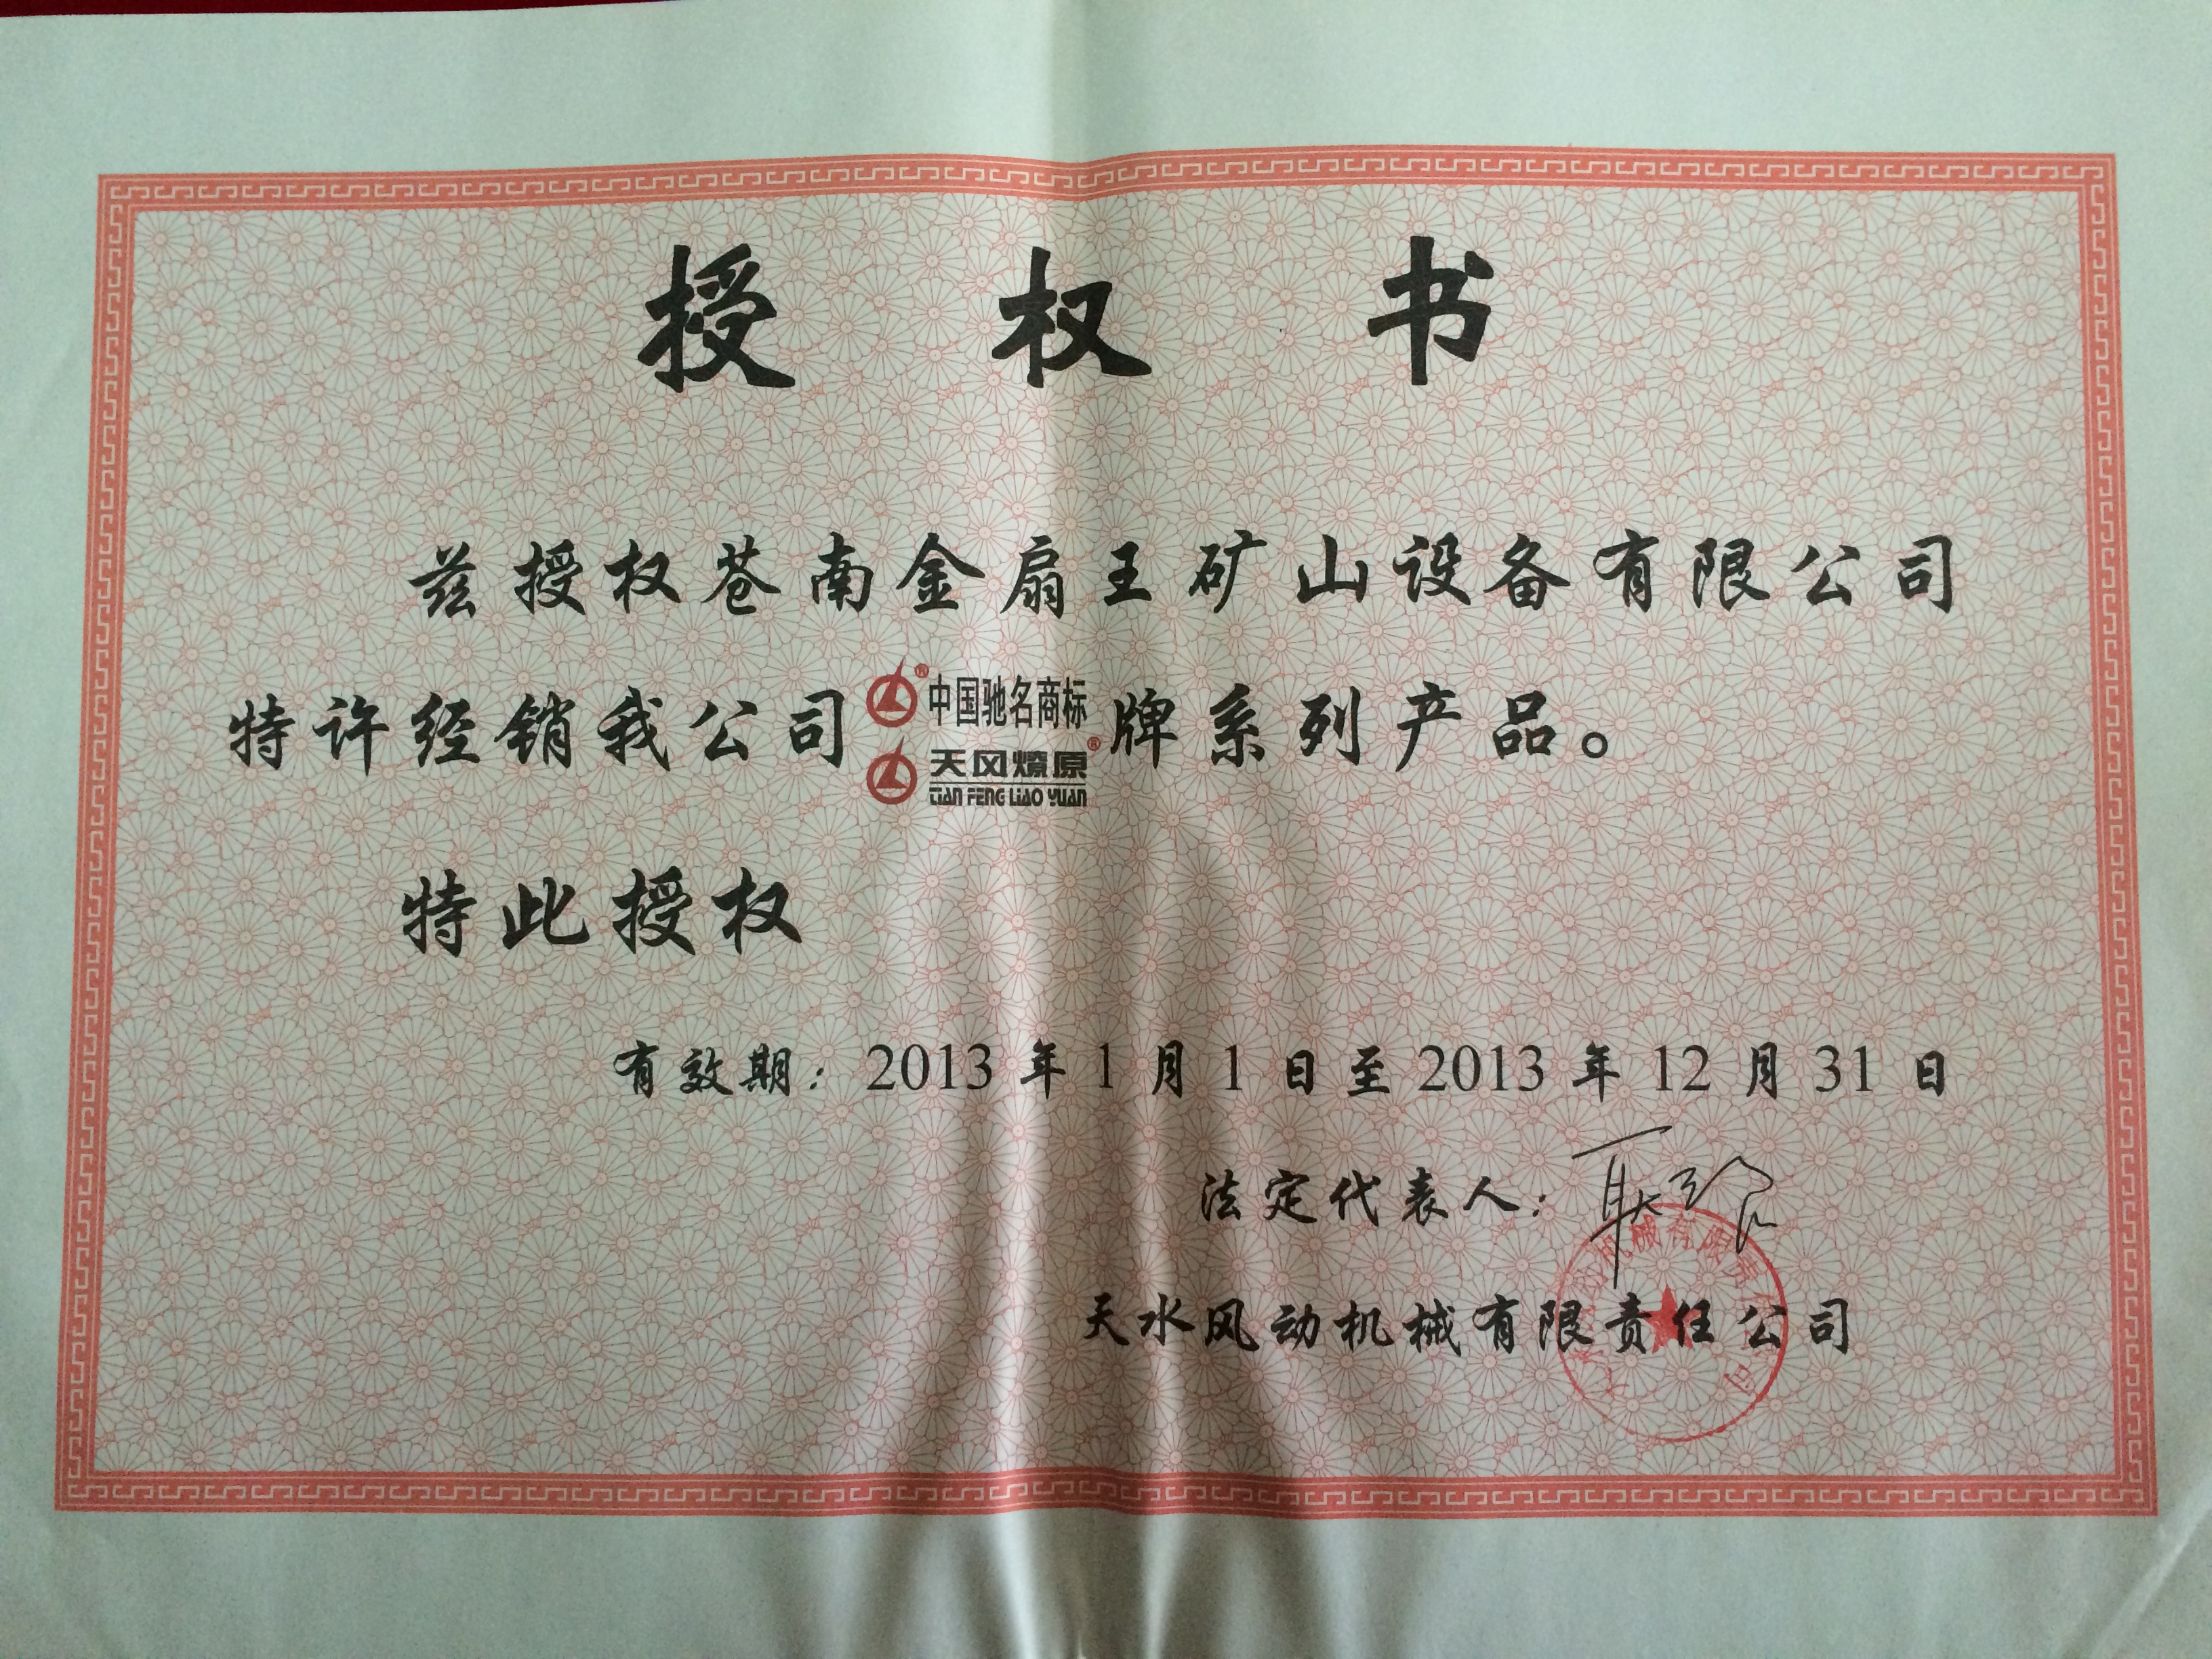 授权书
兹授权苍南金扇王矿山设备有限公司
特许经销我公司 ® 中国驰名商标 天风燎原® TIAN FENG LIAO YUAN 牌系列产品。
特此授权
有效期：2013年1月1日至2013年12月31日
法定代表人：
天水风动机械有限责任公司